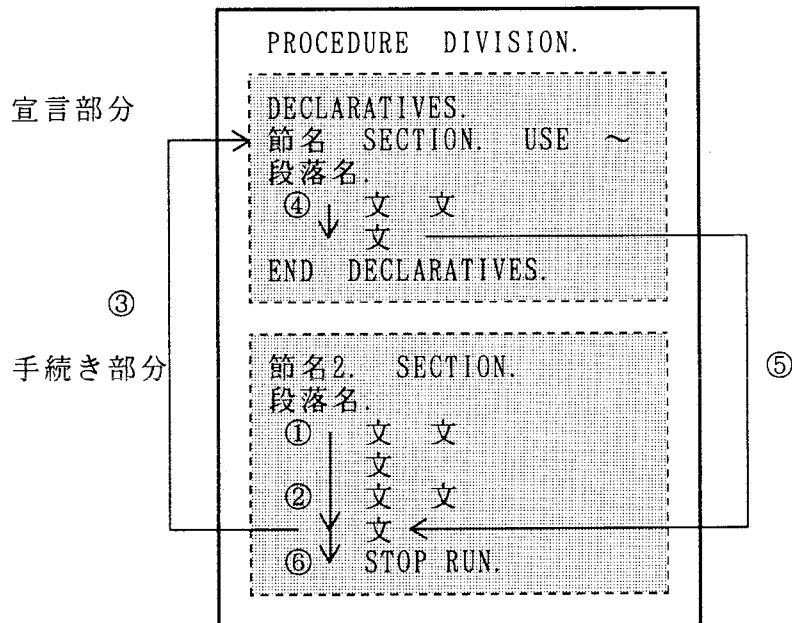 PROCEDURE DIVISION.
宣言部分
DECLARATIVES.
節名 SECTION. USE ～
段落名.
④ 文 文
文
END DECLARATIVES.
③
手続き部分
⑤
節名2. SECTION.
段落名.
① 文 文
文
② 文 文
文
⑥ STOP RUN.